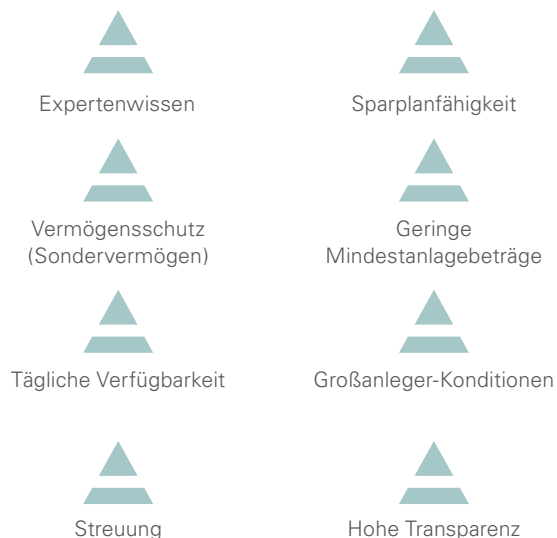 Expertenwissen
Sparplanfähigkeit
Vermögensschutz
(Sondervermögen)
Geringe
Mindestanlagebeträge
Tägliche Verfügbarkeit
Großanleger-Konditionen
Streuung
Hohe Transparenz